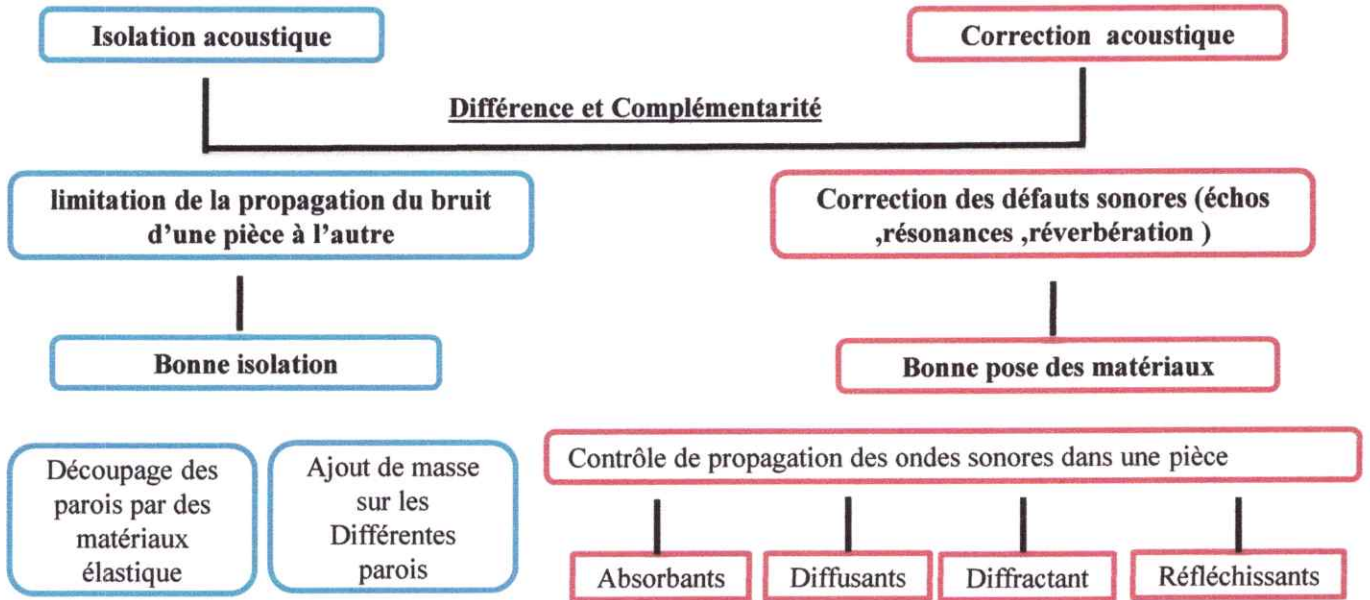 Isolation acoustique
Correction  acoustique
Différence et Complémentarité
limitation de la propagation du bruit
d'une pièce à l'autre
Correction des défauts sonores (échos
,résonances ,réverbération )
Bonne isolation
Bonne pose des matériaux
Découpage des
parois par des
matériaux
élastique
Ajout de masse
sur les
Différentes
parois
Contrôle de propagation des ondes sonores dans une pièce
Absorbants
Diffusants
Diffractant
Réfléchissants